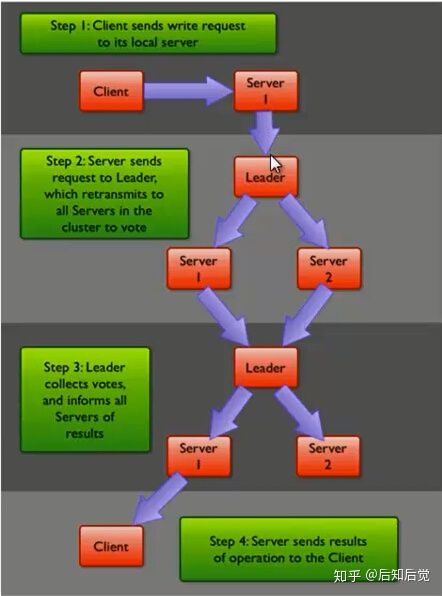 Step 1: Client sends write request
to its local server
Client
Server
1
Step 2: Server sends
request to Leader,
which retransmits to
all Servers in the
cluster to vote
Leader
Server
1
Server
2
Step 3: Leader
collects votes,
and informs all
Servers of
results
Leader
Server
1
Server
2
Client
Step 4: Server sends results
of operation to the Client
知乎 @后知后觉